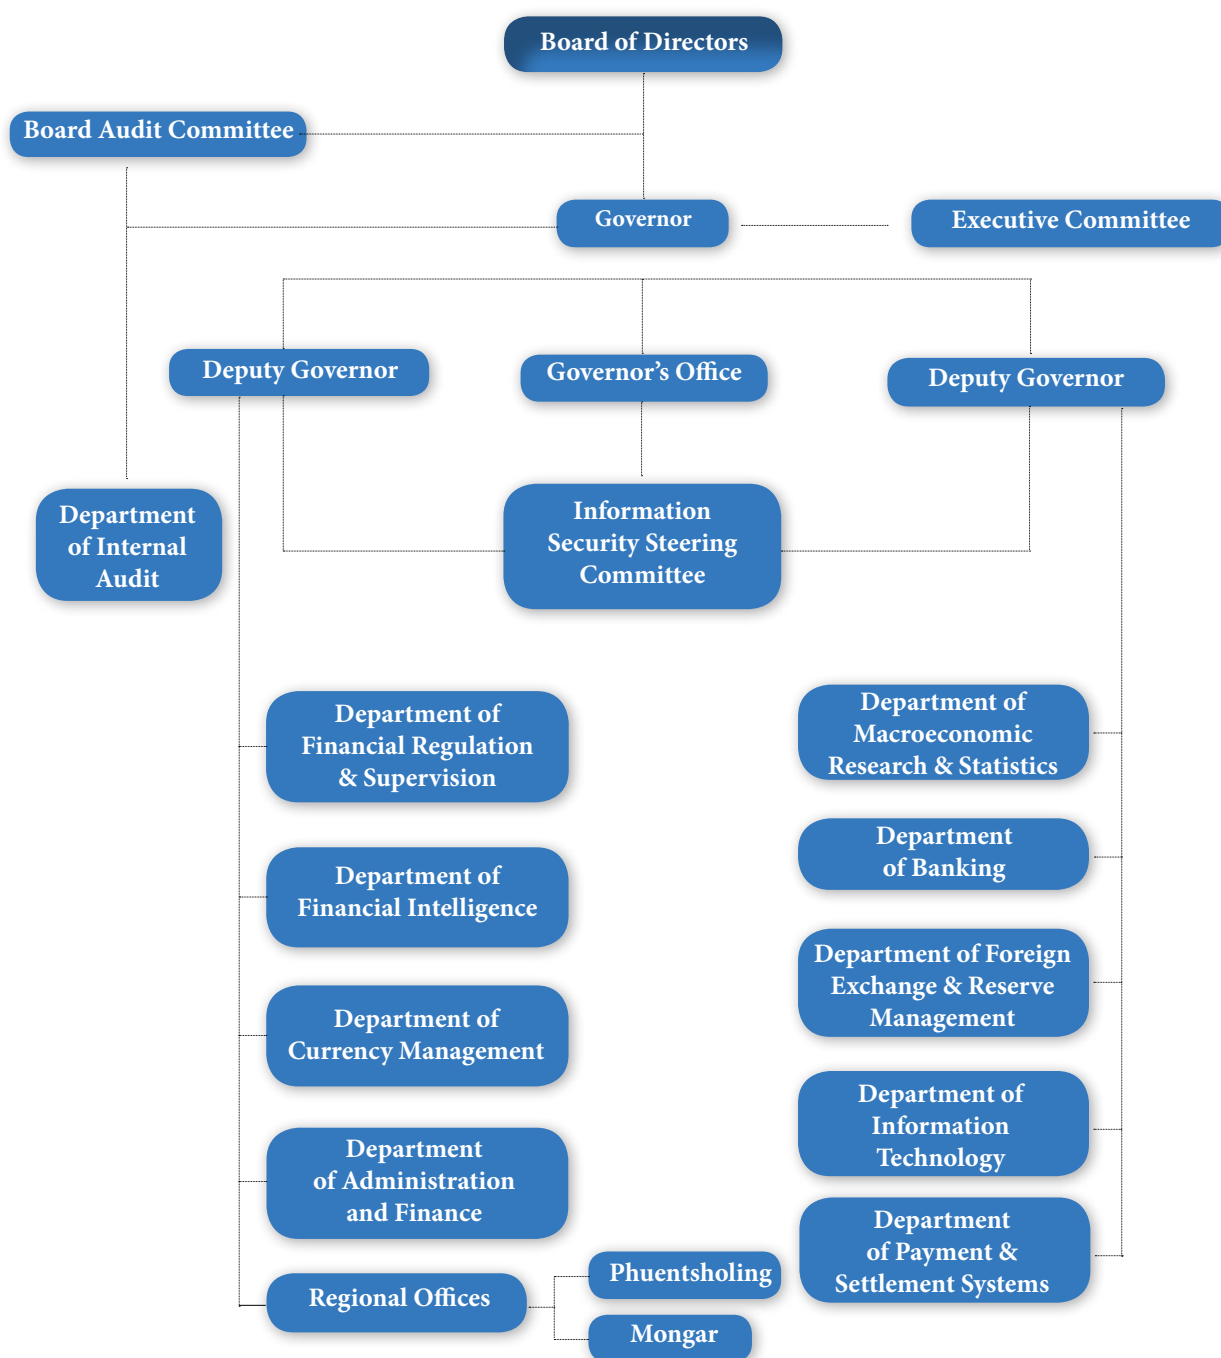 Board of Directors
Board Audit Committee
Governor
Executive Committee
Deputy Governor
Governor’s Office
Deputy Governor
Department
of Internal
Audit
Information
Security Steering
Committee
Department of
Financial Regulation
& Supervision
Department of
Financial Intelligence
Department of
Currency Management
Department
of Administration
and Finance
Regional Offices
Phuentsholing
Mongar
Department of
Macroeconomic
Research & Statistics
Department
of Banking
Department of Foreign
Exchange & Reserve
Management
Department of
Information
Technology
Department
of Payment &
Settlement Systems